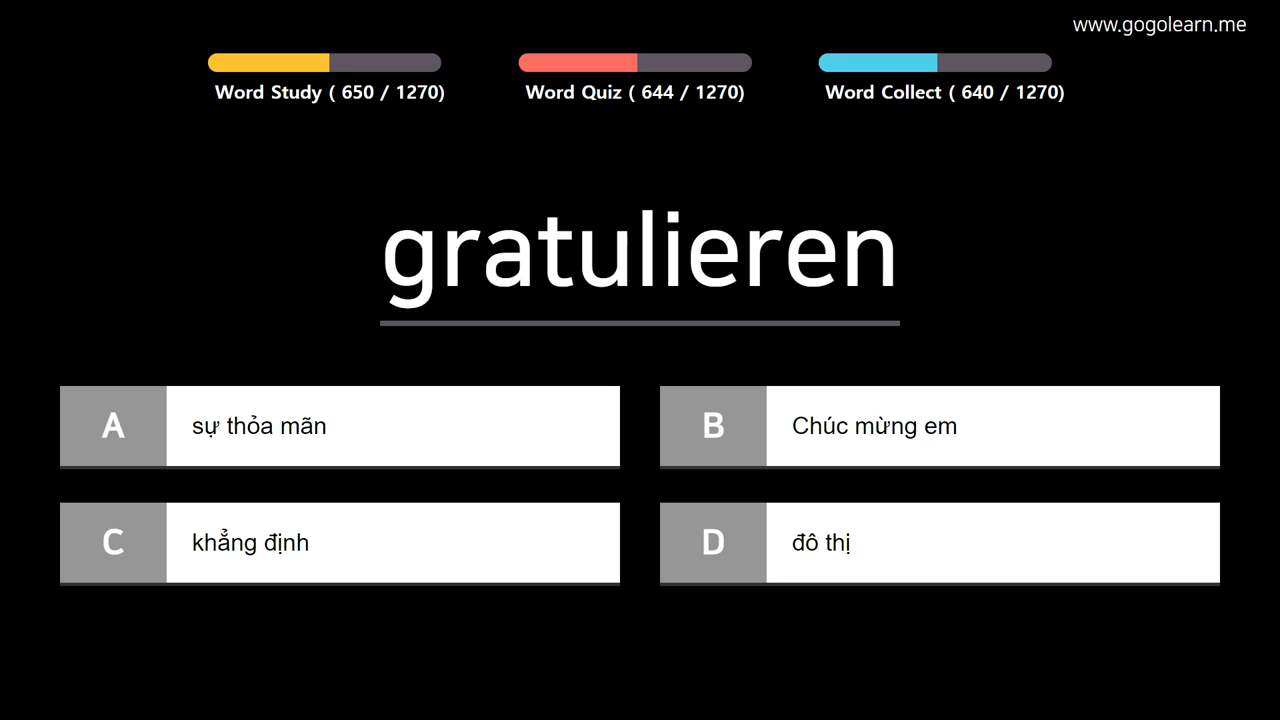 www.gogolearn.me
Word Study ( 650 / 1270)
Word Quiz ( 644 / 1270)
Word Collect ( 640 / 1270)
gratulieren
A sự thỏa mãn
B Chúc mừng em
C khẳng định
D đô thị